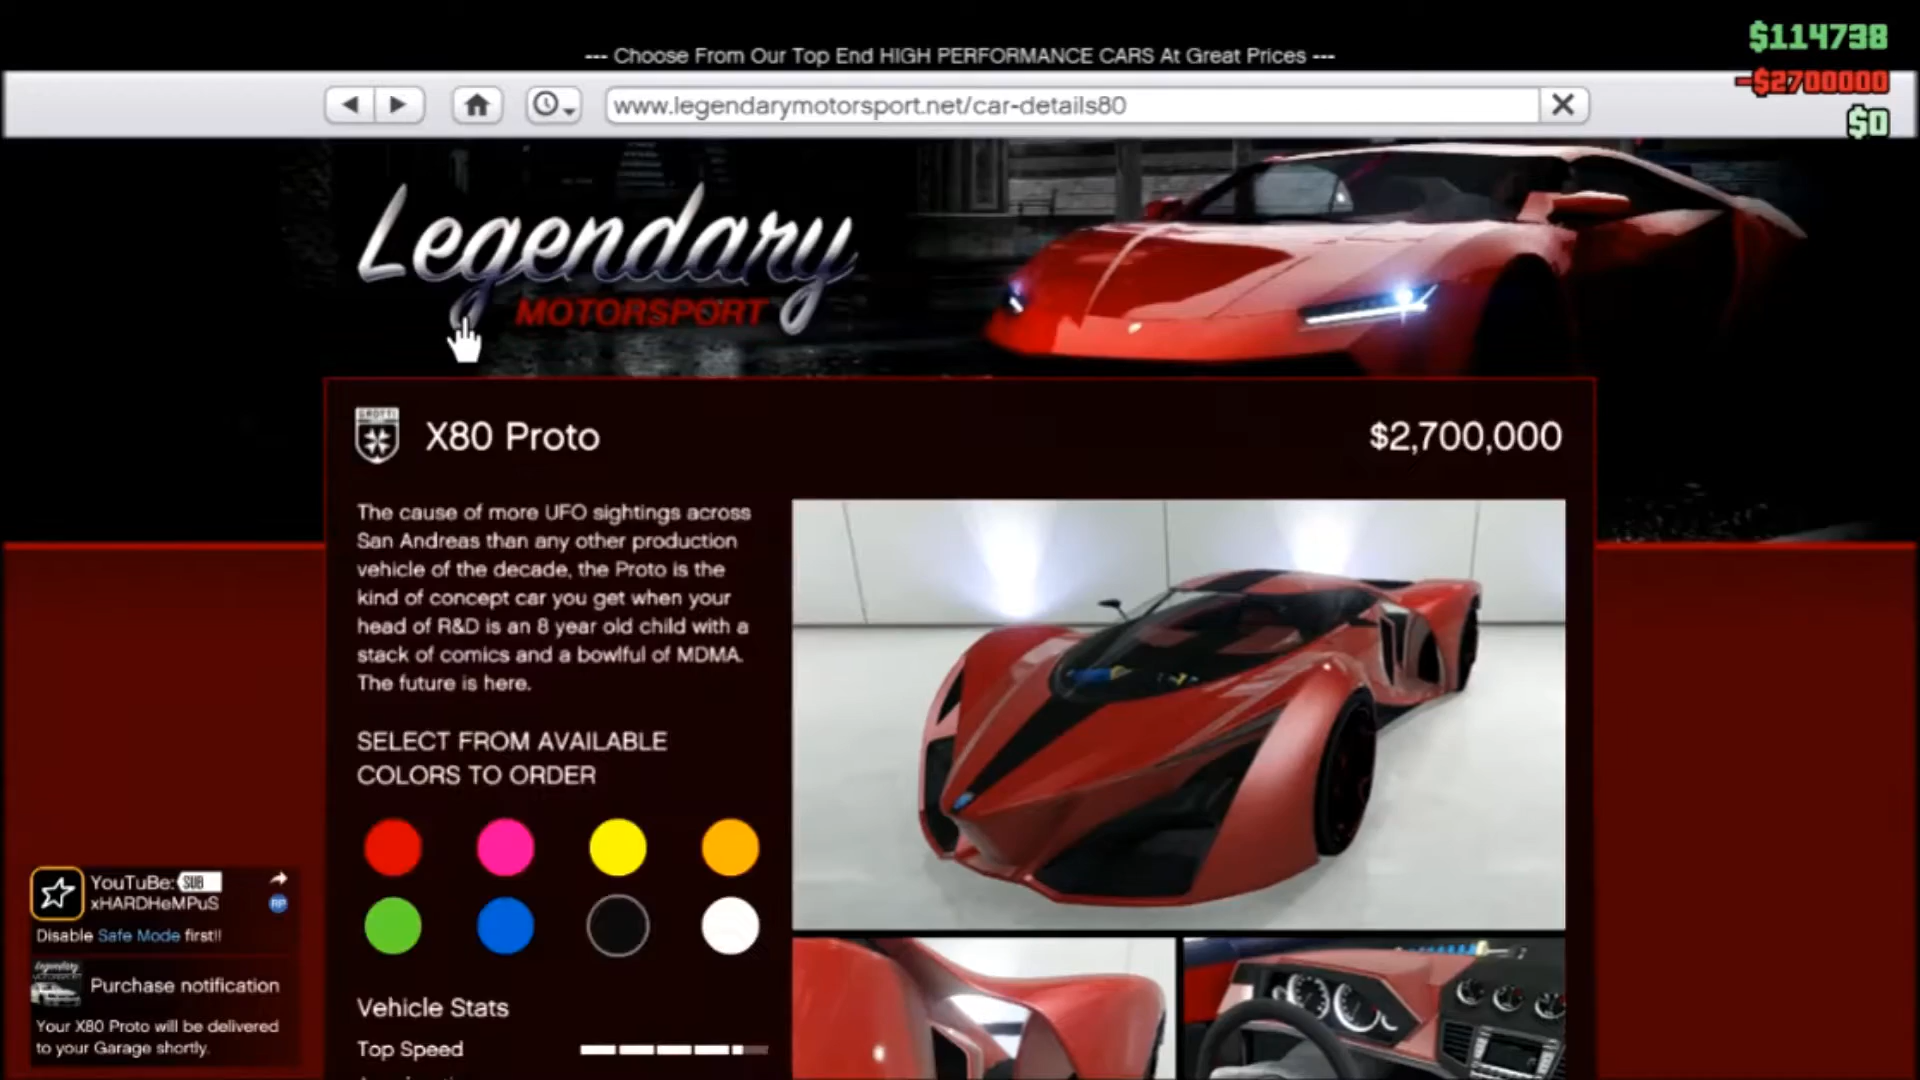 --- Choose From Our Top End HIGH PERFORMANCE CARS At Great Prices ---
$114738
-$2700000
$0
www.legendarymotorsport.net/car-details80
Legendary
MOTORSPORT
GROTTI
X80 Proto
$2,700,000
The cause of more UFO sightings across
San Andreas than any other production
vehicle of the decade, the Proto is the
kind of concept car you get when your
head of R&D is an 8 year old child with a
stack of comics and a bowlful of MDMA.
The future is here.
SELECT FROM AVAILABLE
COLORS TO ORDER
Vehicle Stats
Top Speed
YouTuBe: SUB
xHARDHeMPuS
RP
Disable Safe Mode first!!
Legendary
Purchase notification
Your X80 Proto will be delivered
to your Garage shortly.